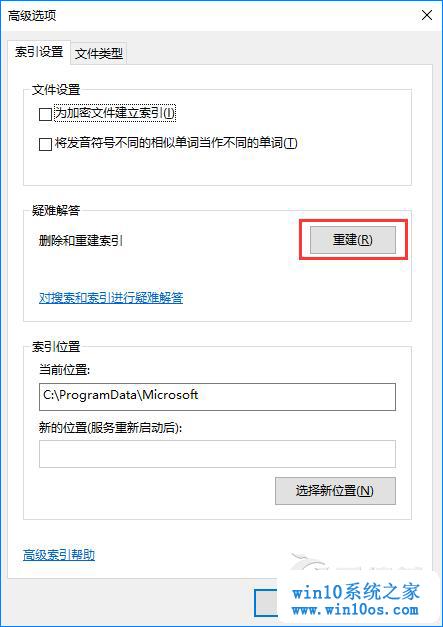 高级选项
索引设置
文件类型
文件设置
为加密文件建立索引(I)
将发音符号不同的相似单词当作不同的单词(T)
疑难解答
删除和重建索引
重建(R)
对搜索和索引进行疑难解答
索引位置
当前位置:
C:\ProgramData\Microsoft
新的位置(服务重新启动后):
选择新位置(N)
高级索引帮助
win10系统之家
www.win10os.com